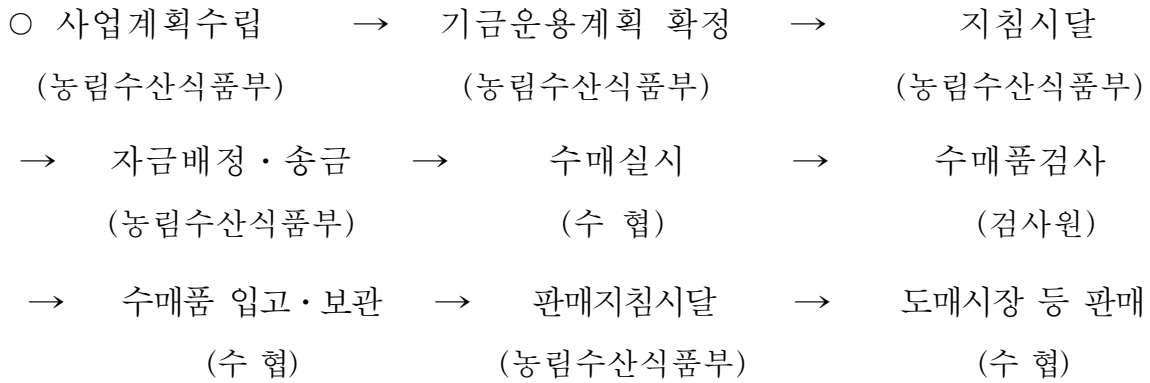 ○ 사업계획수립 → 기금운용계획 확정 → 지침시달
(농림수산식품부) (농림수산식품부) (농림수산식품부)
→ 자금배정·송금 → 수매실시 → 수매품검사
(농림수산식품부) (수 협) (검사원)
→ 수매품 입고·보관 → 판매지침시달 → 도매시장 등 판매
(수 협) (농림수산식품부) (수 협)